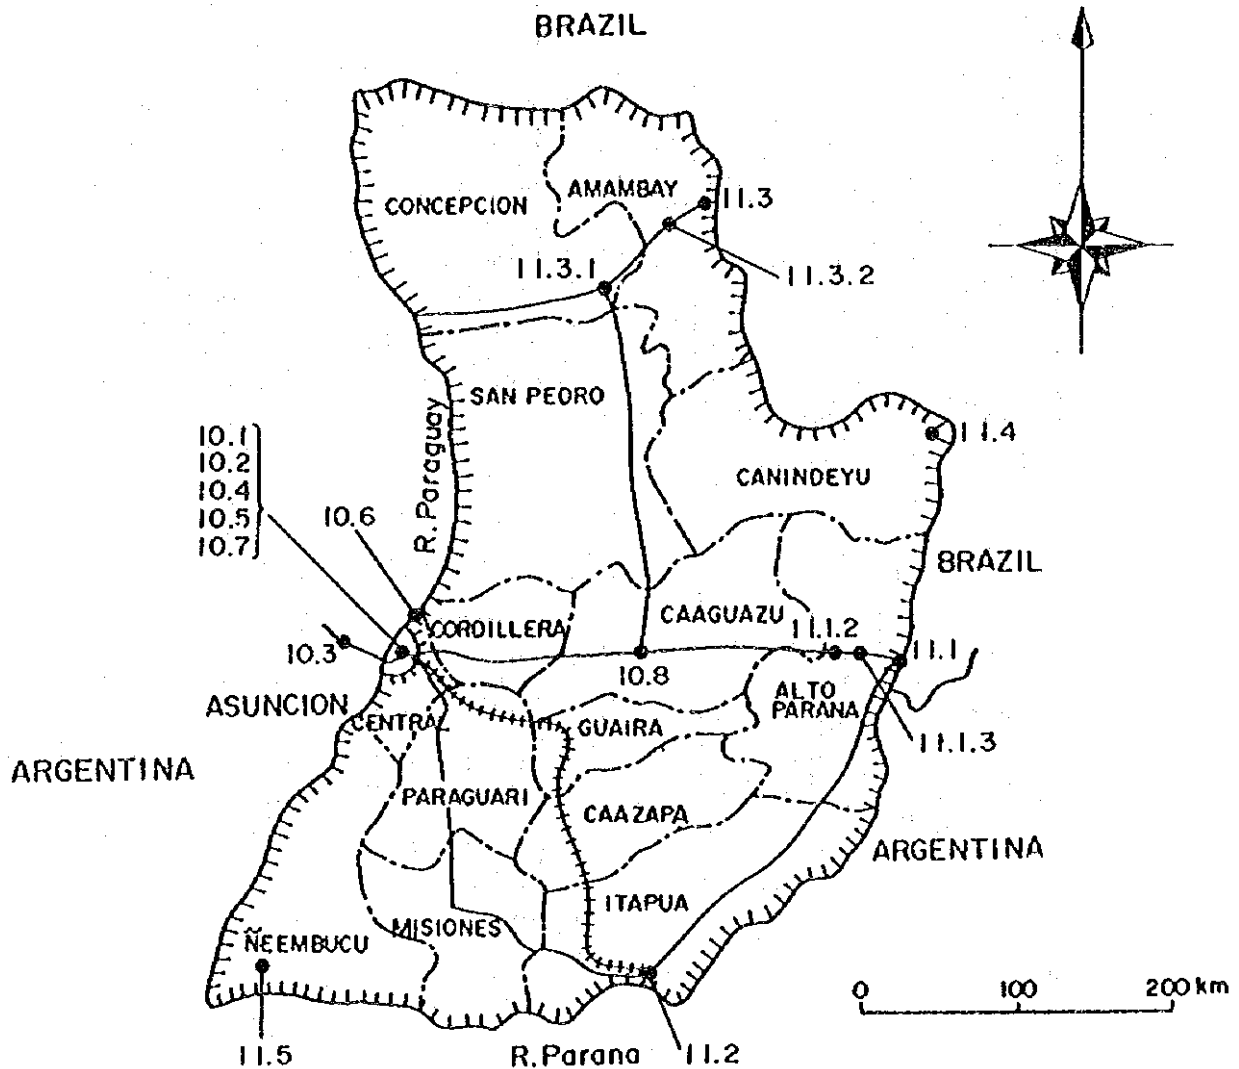 BRAZIL
AMAMBAY
11.3
CONCEPCION
11.3.1
11.3.2
SAN PEDRO
R. Paraguay
10.1
10.2
10.4
10.5
10.7
10.6
11.4
CANINDEYU
BRAZIL
CORDILLERA
CAAGUAZU
11.1.2
11.1
10.3
10.8
ASUNCION
CENTRA
GUAIRA
ALTO
PARANA
11.1.3
ARGENTINA
PARAGUARI
CAAZAPA
ARGENTINA
ITAPUA
MISIONES
ÑEEMBUCU
0 100 200 km
11.5
R. Parana
11.2